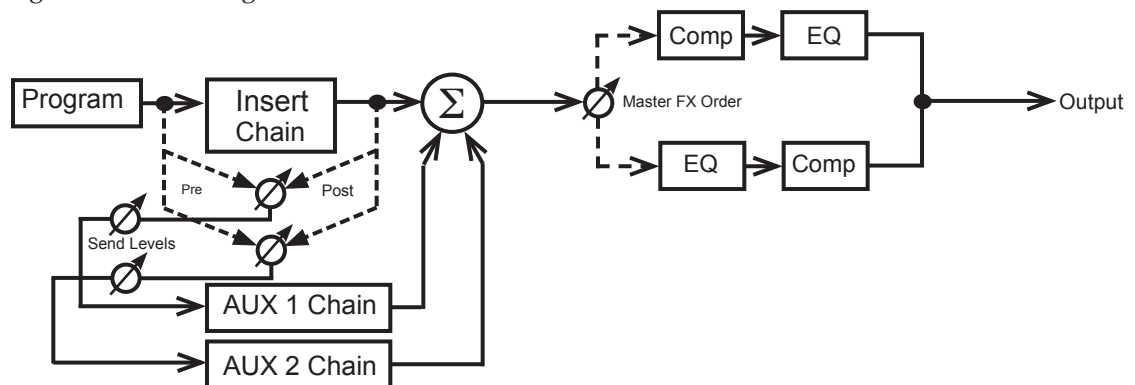 Comp
EQ
Program
Insert
Chain
Σ
Master FX Order
Output
Pre
Post
EQ
Comp
Send Levels
AUX 1 Chain
AUX 2 Chain